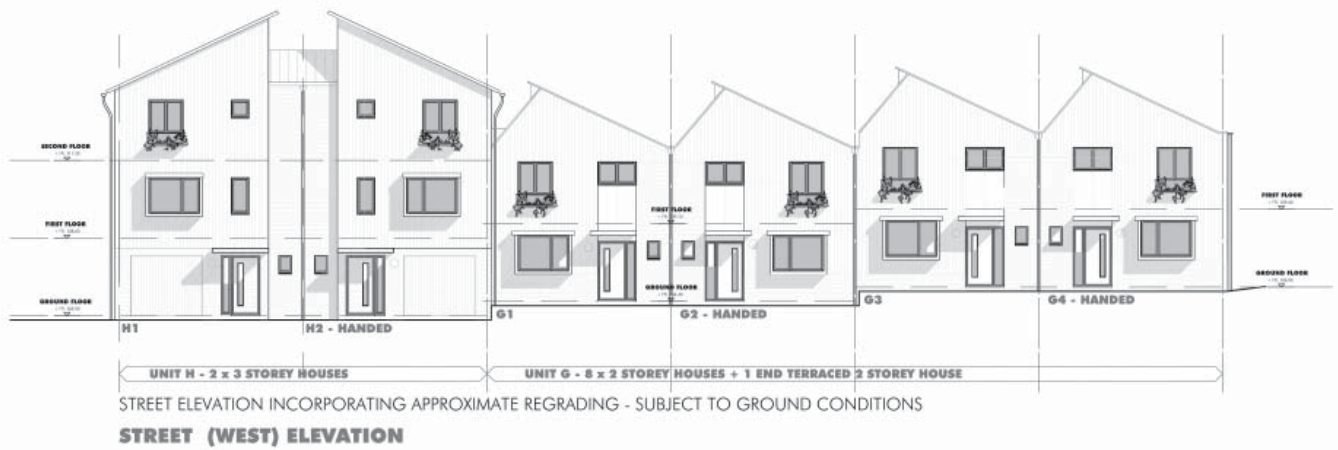 SECOND FLOOR
FIRST FLOOR
GROUND FLOOR
FIRST FLOOR
GROUND FLOOR
FIRST FLOOR
GROUND FLOOR
H1
H2 - HANDED
G1
G2 - HANDED
G3
G4 - HANDED
UNIT H - 2 x 3 STOREY HOUSES
UNIT G - 8 x 2 STOREY HOUSES + 1 END TERRACED 2 STOREY HOUSE
STREET ELEVATION INCORPORATING APPROXIMATE REGRADING - SUBJECT TO GROUND CONDITIONS
STREET (WEST) ELEVATION